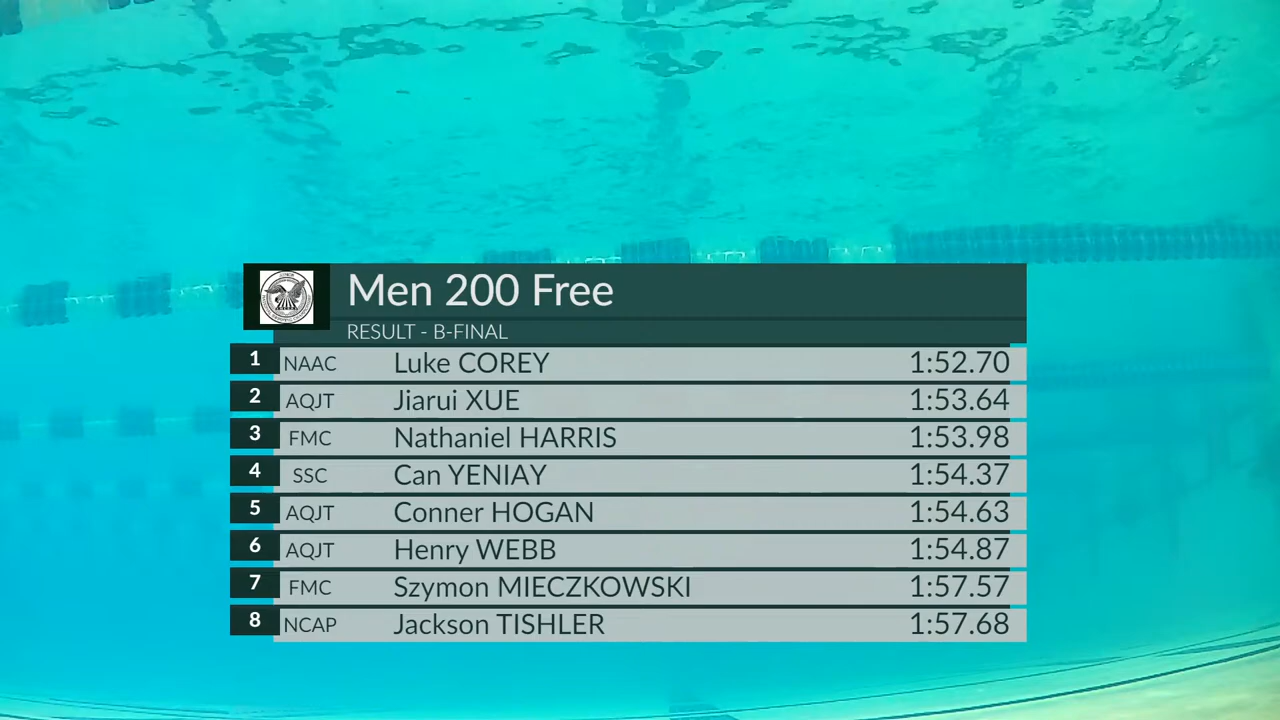 Men 200 Free
RESULT - B-FINAL
1 NAAC Luke COREY 1:52.70
2 AQJT Jiarui XUE 1:53.64
3 FMC Nathaniel HARRIS 1:53.98
4 SSC Can YENIAY 1:54.37
5 AQJT Conner HOGAN 1:54.63
6 AQJT Henry WEBB 1:54.87
7 FMC Szymon MIECZKOWSKI 1:57.57
8 NCAP Jackson TISHLER 1:57.68